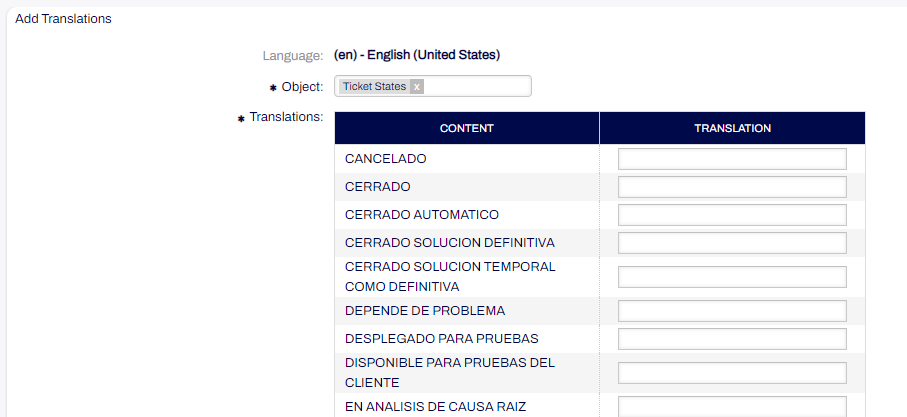 Add Translations
Language: (en) - English (United States)
✱ Object: Ticket States x
✱ Translations:
CONTENT TRANSLATION
CANCELADO
CERRADO
CERRADO AUTOMATICO
CERRADO SOLUCION DEFINITIVA
CERRADO SOLUCION TEMPORAL
COMO DEFINITIVA
DEPENDE DE PROBLEMA
DESPLEGADO PARA PRUEBAS
DISPONIBLE PARA PRUEBAS DEL
CLIENTE
EN ANALISIS DE CAUSA RAIZ